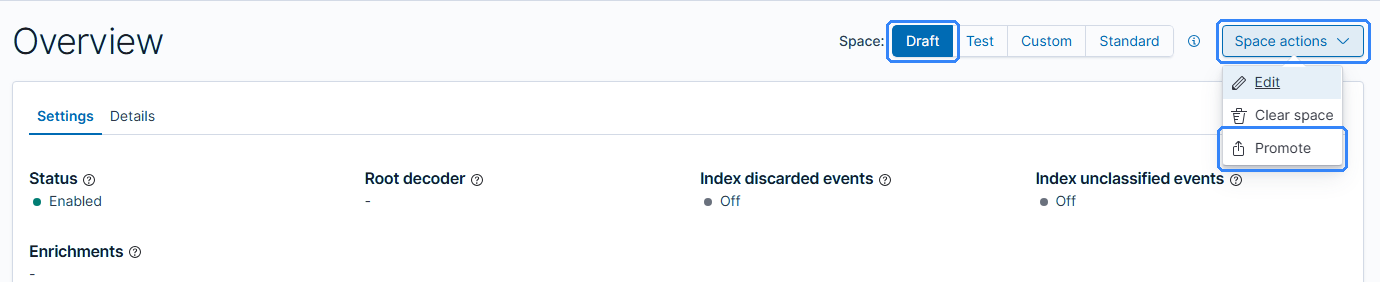 Overview
Space: Draft Test Custom Standard Space actions
Edit
Clear space
Promote
Settings Details
Status Root decoder Index discarded events Index unclassified events
Enabled - Off Off
Enrichments
-